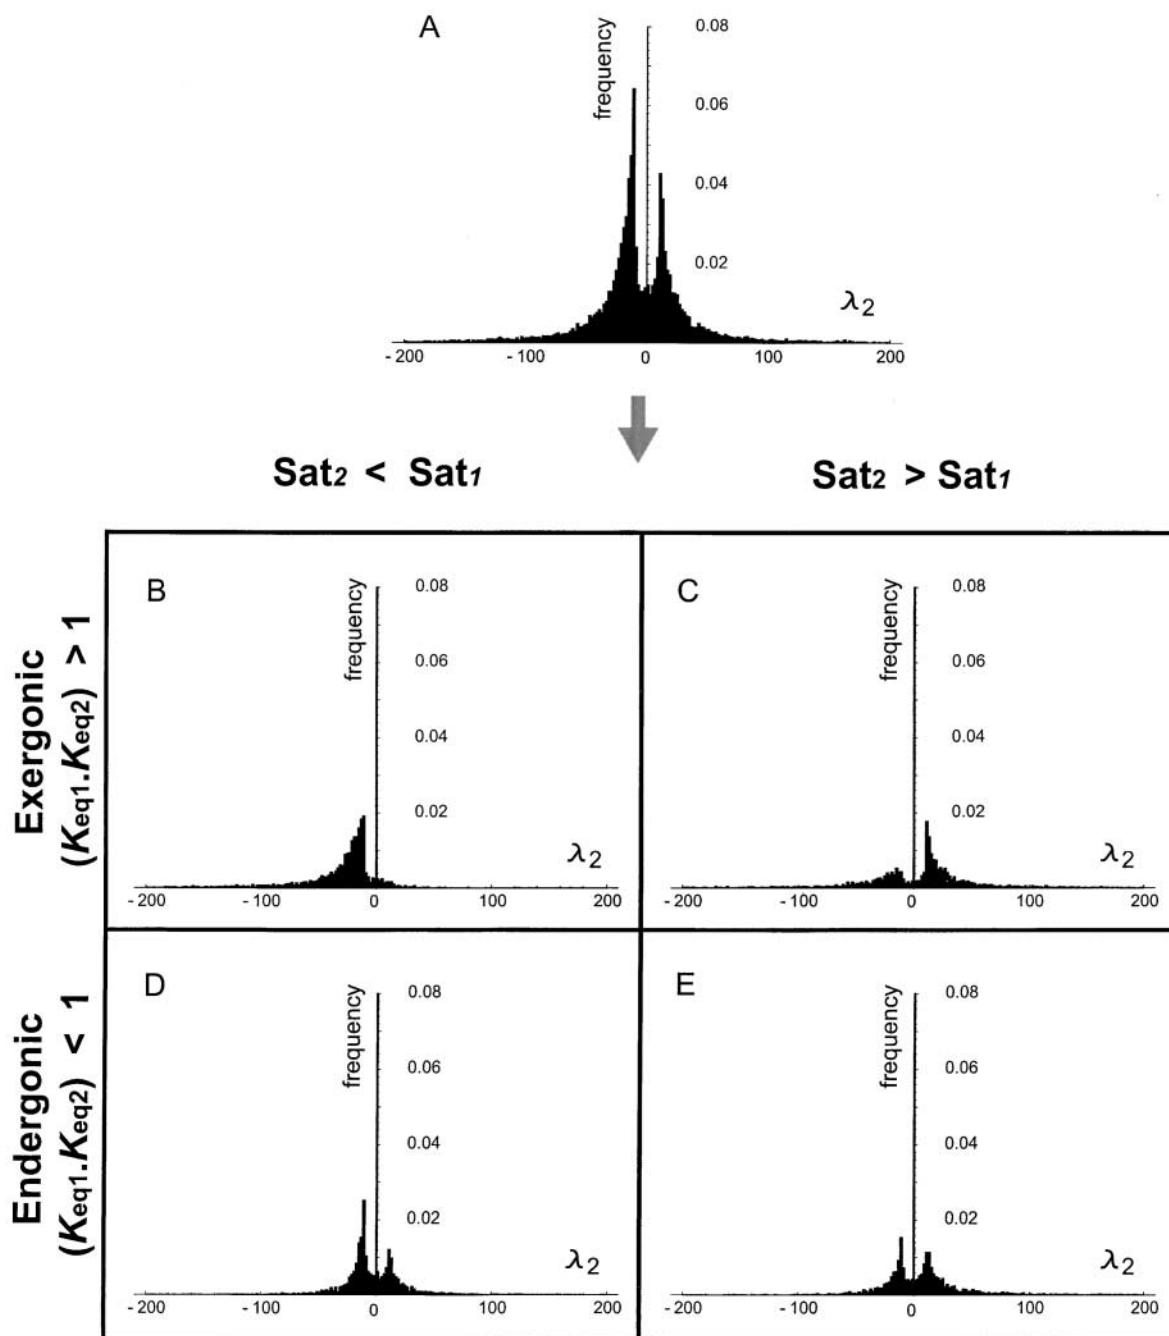 A
frequency
0.08
0.06
0.04
0.02
λ2
- 200
- 100
0
100
200
Sat2 < Sat1
Sat2 > Sat1
Exergonic
(Keq1.Keq2) > 1
B
frequency
0.08
0.06
0.04
0.02
λ2
- 200
- 100
0
100
200
C
frequency
0.08
0.06
0.04
0.02
λ2
- 200
- 100
0
100
200
Endergonic
(Keq1.Keq2) < 1
D
frequency
0.08
0.06
0.04
0.02
λ2
- 200
- 100
0
100
200
E
frequency
0.08
0.06
0.04
0.02
λ2
- 200
- 100
0
100
200